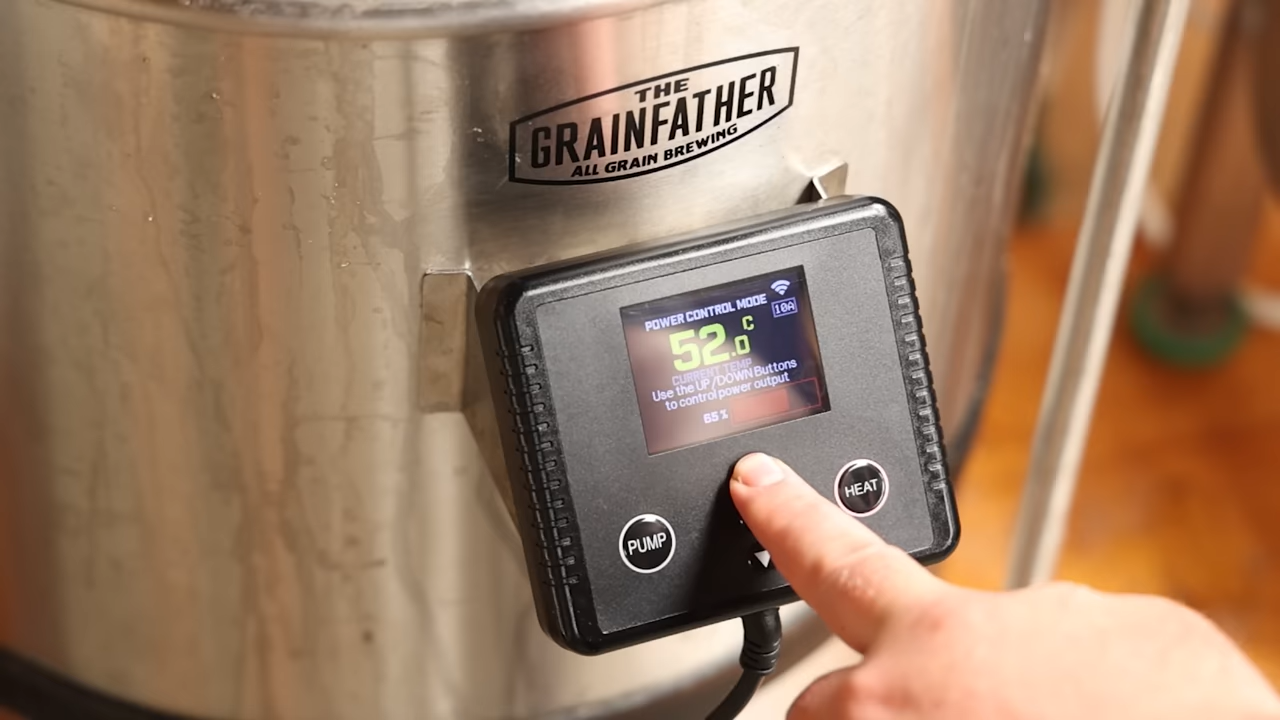 THE
GRAINFATHER
ALL GRAIN BREWING
POWER CONTROL MODE
10A
52.0 C
CURRENT TEMP
Use the UP/DOWN Buttons
to control power output
65%
HEAT
PUMP